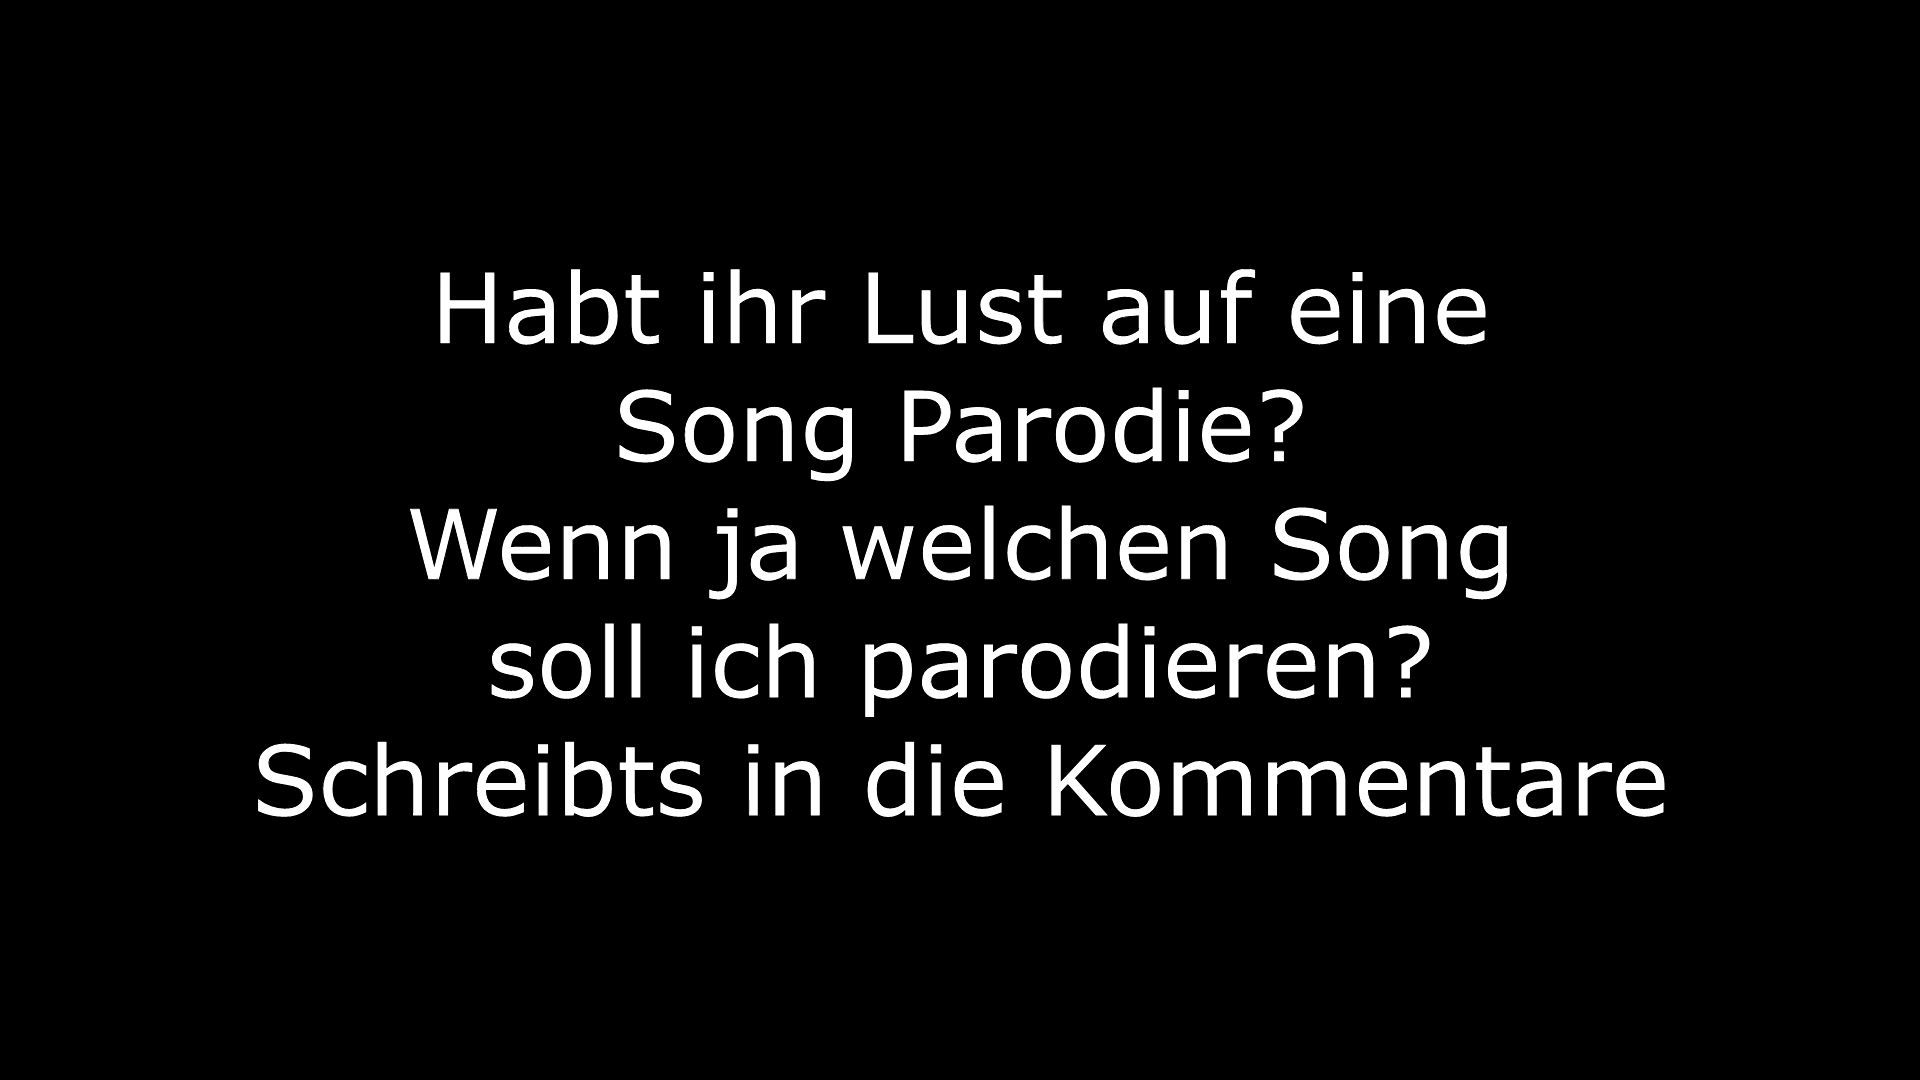 Habt ihr Lust auf eine
Song Parodie?
Wenn ja welchen Song
soll ich parodieren?
Schreibts in die Kommentare